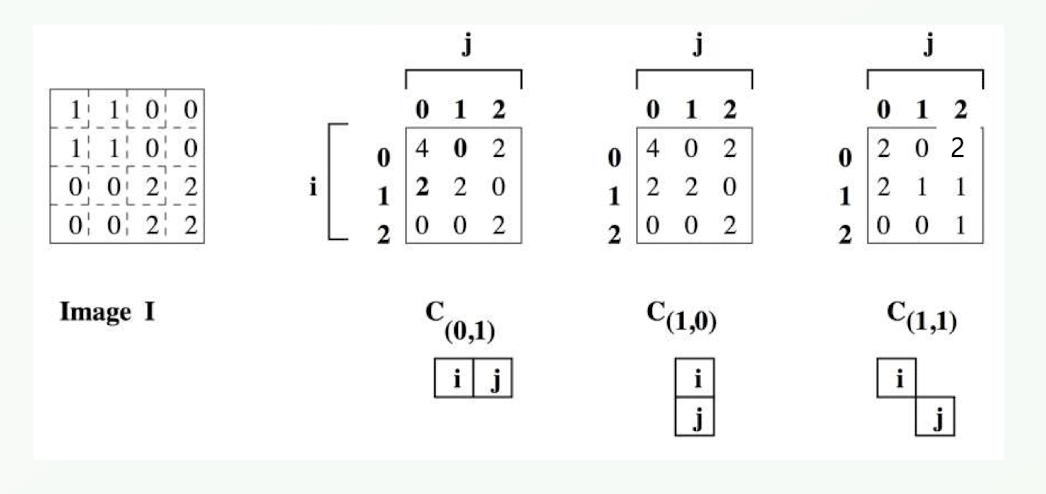 j j j
0 1 2 0 1 2 0 1 2
1 1 0 0
1 1 0 0
0 0 2 2
0 0 2 2
i
0 4 0 2
1 2 2 0
2 0 0 2
0 4 0 2
1 2 2 0
2 0 0 2
0 2 0 2
1 2 1 1
2 0 0 1
Image I
C(0,1)
C(1,0)
C(1,1)
i j
i
j
i
j